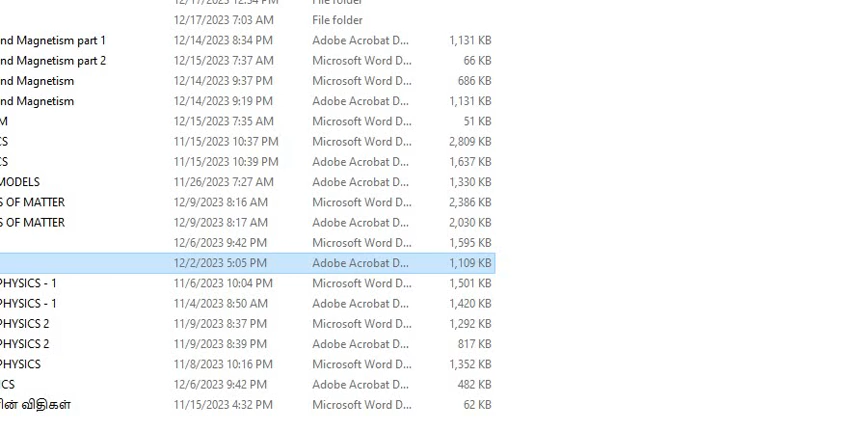 12/17/2023 12:54 PM File folder
12/17/2023 7:03 AM File folder
nd Magnetism part 1 12/14/2023 8:34 PM Adobe Acrobat D... 1,131 KB
nd Magnetism part 2 12/15/2023 7:37 AM Microsoft Word D... 66 KB
nd Magnetism 12/14/2023 9:37 PM Microsoft Word D... 686 KB
nd Magnetism 12/14/2023 9:19 PM Adobe Acrobat D... 1,131 KB
M 12/15/2023 7:35 AM Microsoft Word D... 51 KB
CS 11/15/2023 10:37 PM Microsoft Word D... 2,809 KB
CS 11/15/2023 10:39 PM Adobe Acrobat D... 1,637 KB
MODELS 11/26/2023 7:27 AM Adobe Acrobat D... 1,330 KB
S OF MATTER 12/9/2023 8:16 AM Microsoft Word D... 2,386 KB
S OF MATTER 12/9/2023 8:17 AM Adobe Acrobat D... 2,030 KB
12/6/2023 9:42 PM Microsoft Word D... 1,595 KB
12/2/2023 5:05 PM Adobe Acrobat D... 1,109 KB
PHYSICS - 1 11/6/2023 10:04 PM Microsoft Word D... 1,501 KB
PHYSICS - 1 11/4/2023 8:50 AM Adobe Acrobat D... 1,420 KB
PHYSICS 2 11/9/2023 8:37 PM Microsoft Word D... 1,292 KB
PHYSICS 2 11/9/2023 8:39 PM Adobe Acrobat D... 817 KB
PHYSICS 11/8/2023 10:16 PM Microsoft Word D... 1,352 KB
ICS 12/6/2023 9:42 PM Adobe Acrobat D... 482 KB
ின் விதிகள் 11/15/2023 4:32 PM Microsoft Word D... 62 KB